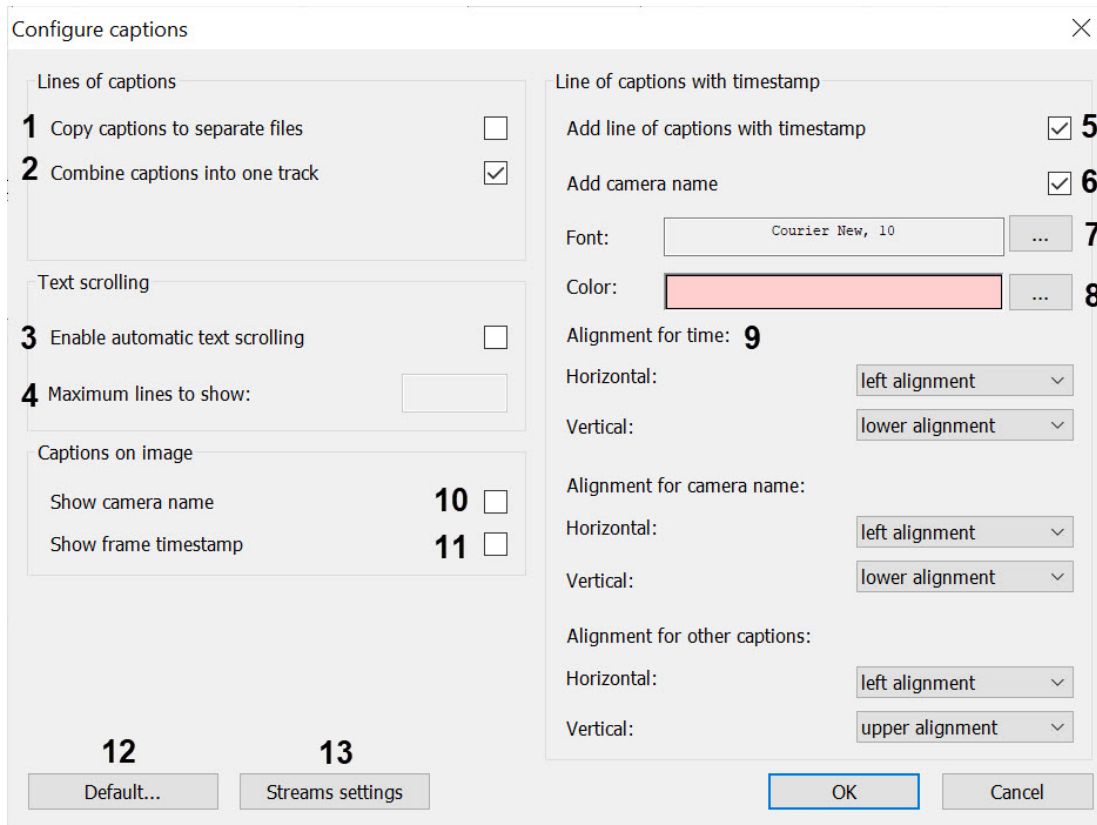 Configure captions
Lines of captions
1 Copy captions to separate files
2 Combine captions into one track
Text scrolling
3 Enable automatic text scrolling
4 Maximum lines to show:
Captions on image
Show camera name 10
Show frame timestamp 11
12
Default...
13
Streams settings
Line of captions with timestamp
Add line of captions with timestamp 5
Add camera name 6
Font: Courier New, 10 ... 7
Color: ... 8
Alignment for time: 9
Horizontal: left alignment
Vertical: lower alignment
Alignment for camera name:
Horizontal: left alignment
Vertical: lower alignment
Alignment for other captions:
Horizontal: left alignment
Vertical: upper alignment
OK
Cancel